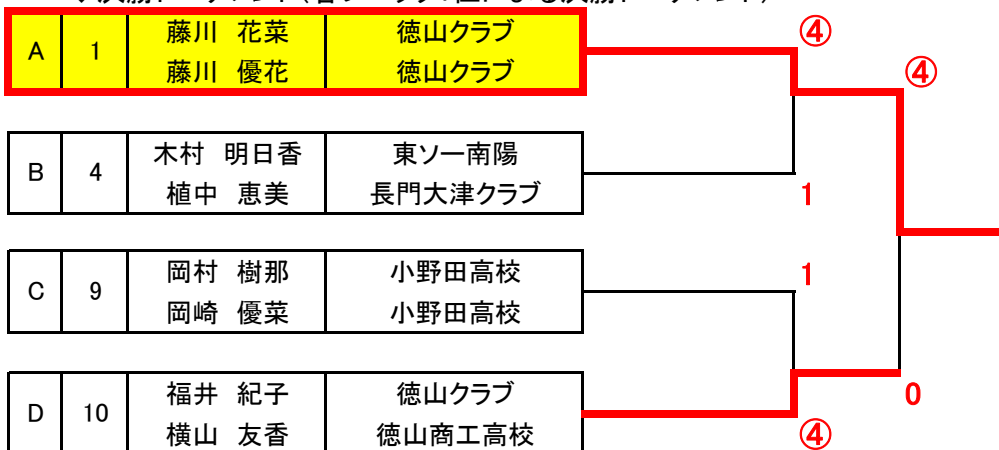 A 1 藤川 花菜 徳山クラブ ④
藤川 優花 徳山クラブ ④
B 4 木村 明日香 東ソー南陽
植中 恵美 長門大津クラブ 1
C 9 岡村 樹那 小野田高校 1
岡崎 優菜 小野田高校
D 10 福井 紀子 徳山クラブ 0
横山 友香 徳山商工高校 ④